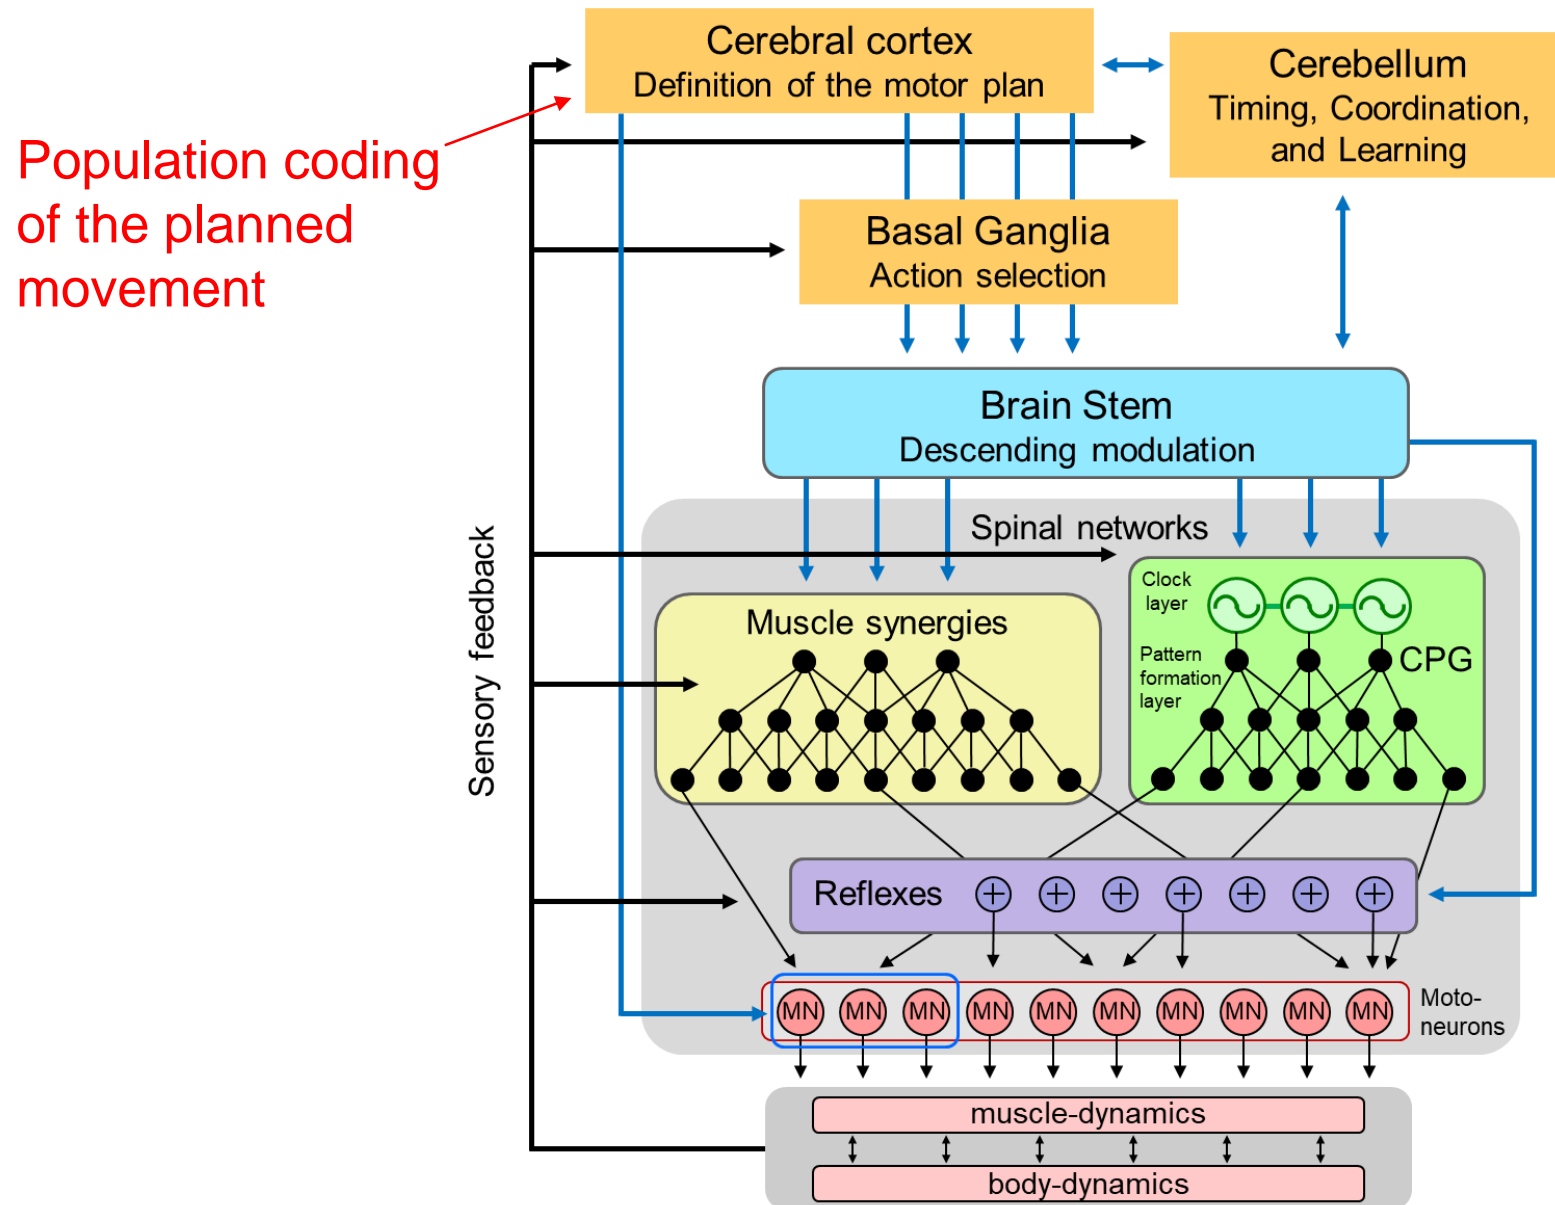 Cerebral cortex
Definition of the motor plan
Cerebellum
Timing, Coordination,
and Learning
Population coding
of the planned
movement
Basal Ganglia
Action selection
Brain Stem
Descending modulation
Sensory feedback
Spinal networks
Muscle synergies
Clock
layer
Pattern
formation
layer
CPG
Reflexes
+ + + + + + +
MN MN MN MN MN MN MN MN MN MN
Moto-
neurons
muscle-dynamics
body-dynamics